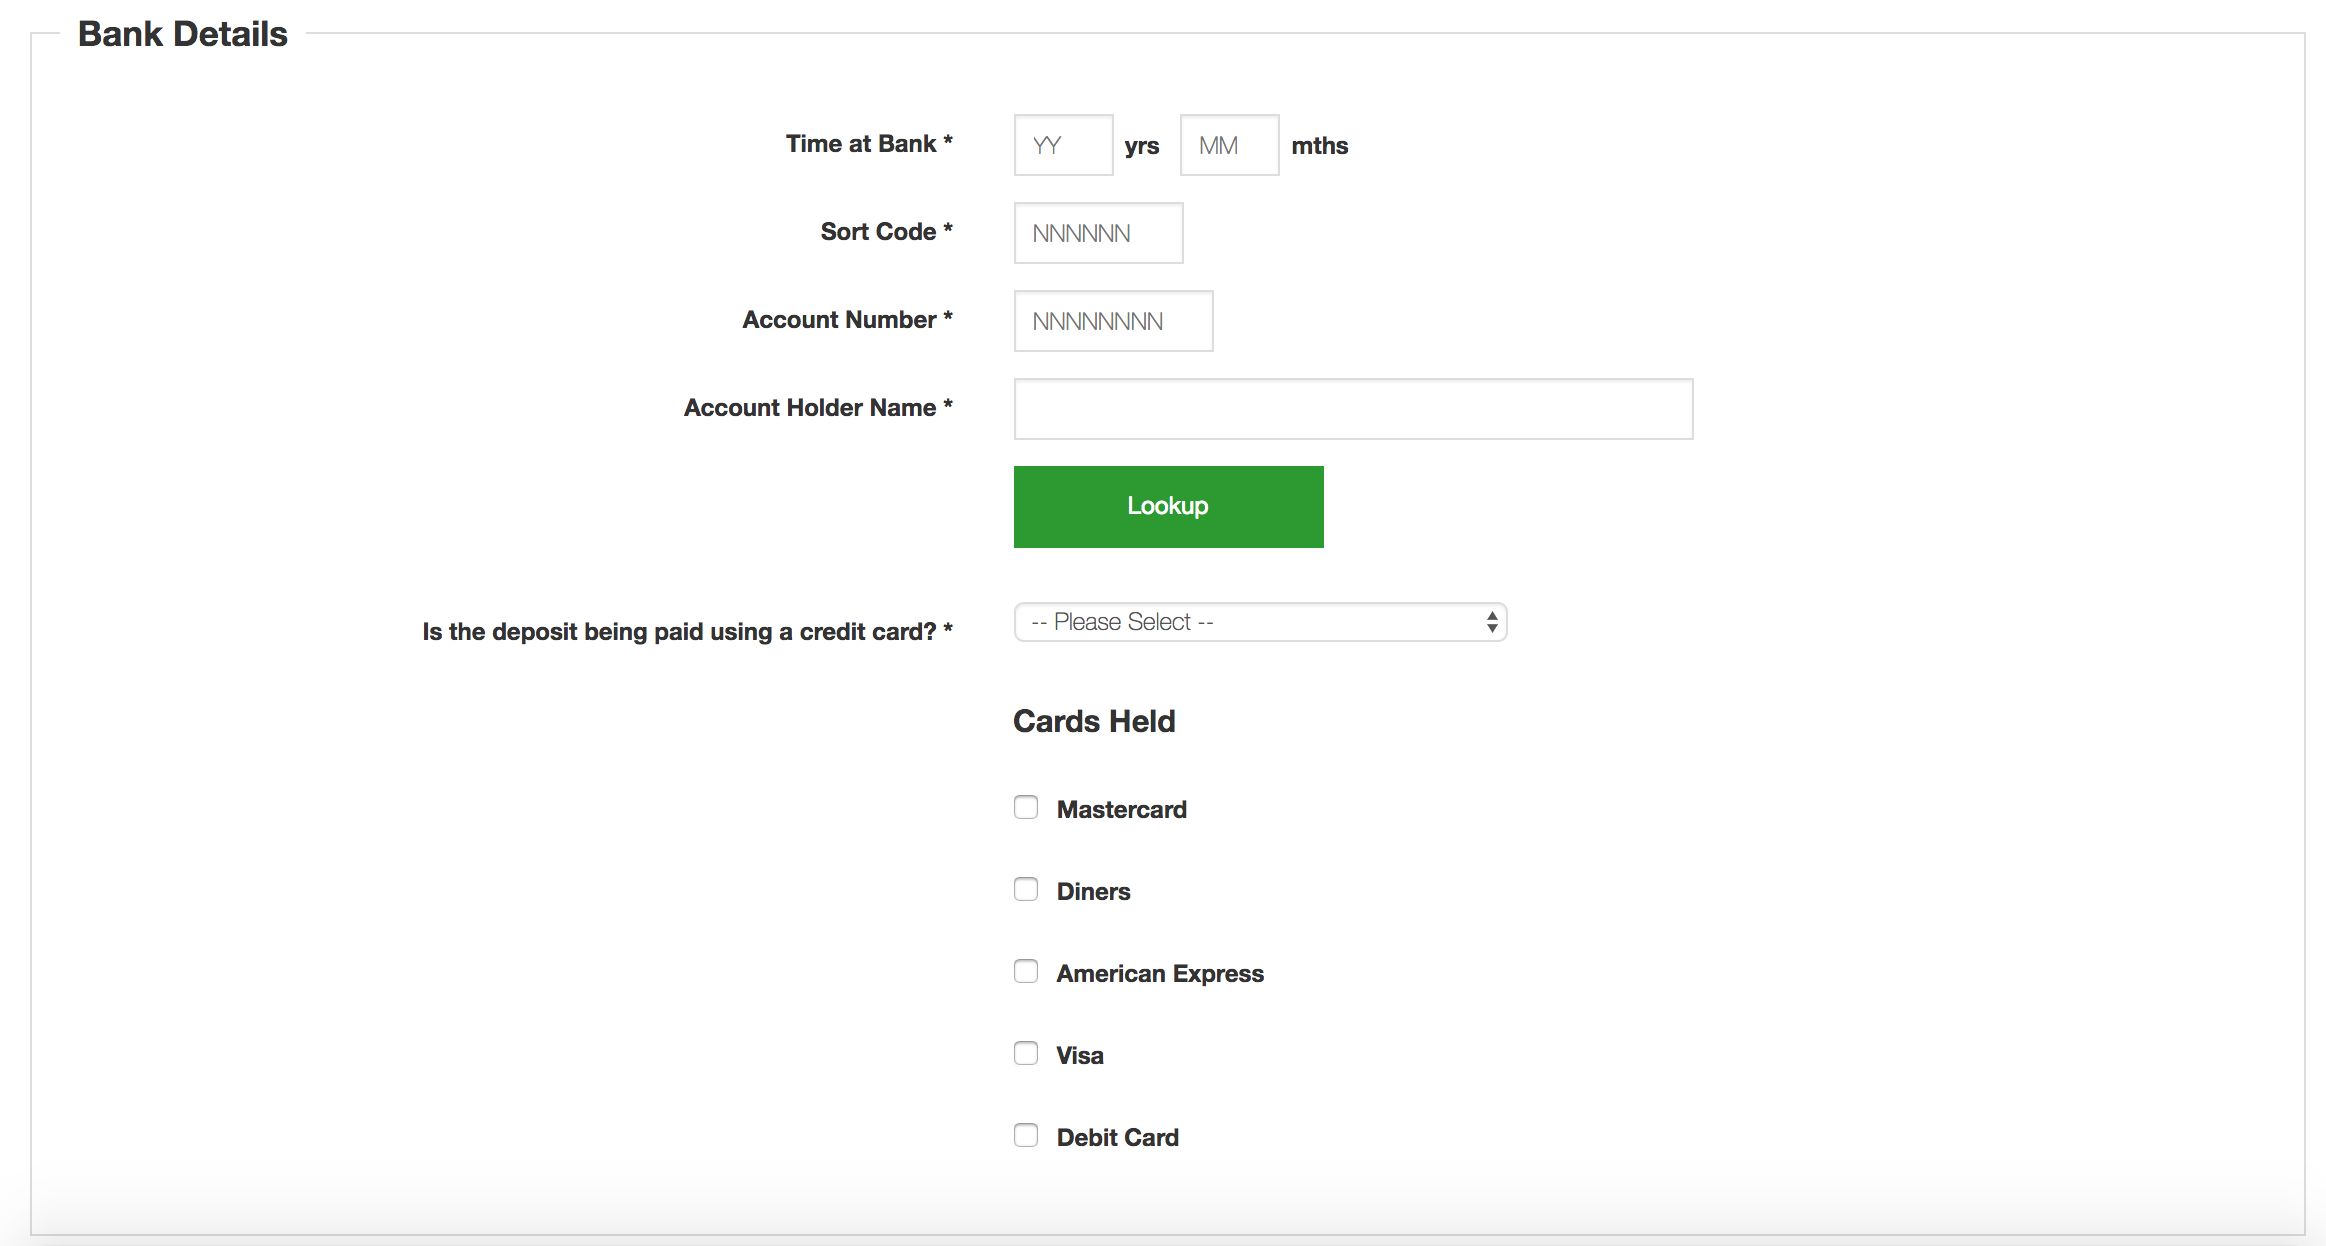 Bank Details
Time at Bank * YY yrs MM mths
Sort Code * NNNNNN
Account Number * NNNNNNNN
Account Holder Name *
Lookup
Is the deposit being paid using a credit card? * -- Please Select --
Cards Held
Mastercard
Diners
American Express
Visa
Debit Card